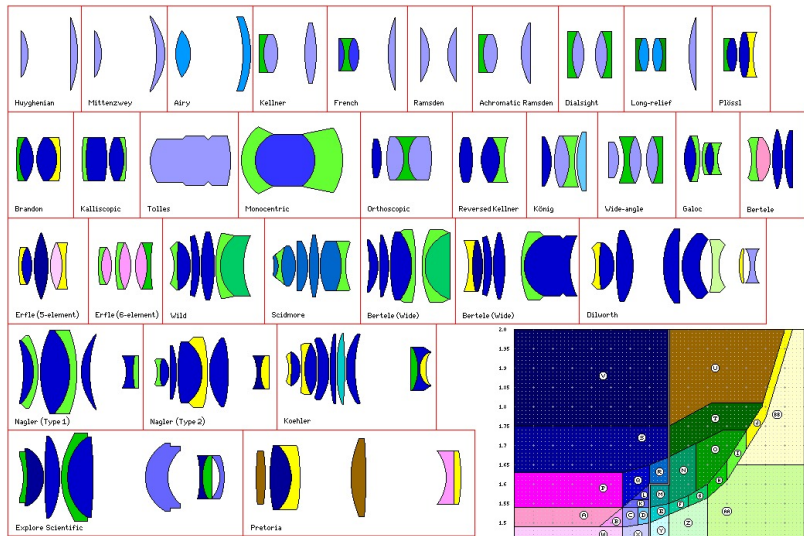 Huyghenian Mittenzwey Airy Kellner French Ramsden Achromatic Ramsden Dialsight Long-relief Plössl
Brandon Kalliscopic Tolles Monocentric Orthoscopic Reversed Kellner König Wide-angle Galoc Bertele
Erfle (5-element) Erfle (6-element) Wild Scidmore Bertele (Wide) Bertele (Wide) Dilworth
Nagler (Type 1) Nagler (Type 2) Koehler
Explore Scientific Pretoria
2.0
1.95
1.9
1.85
1.8
1.75
1.7
1.65
1.6
1.55
1.5
V
U
T
S
R
N
O
J
BB
I
P
Q
L
M
A
B
C
D
E
F
Z
Y
AA